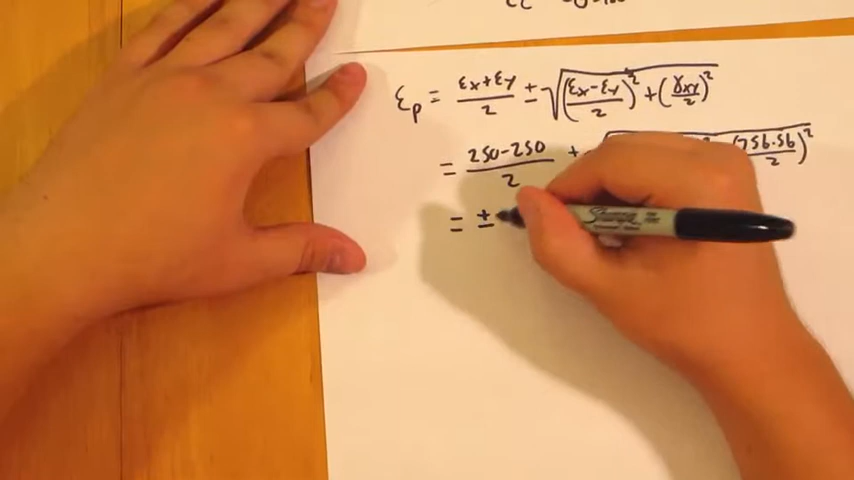 εp = εx+εy/2 ± √(εx-εy/2)² + (γxy/2)²
= 250-250/2 + (756.56/2)²
= ±
Sharpie